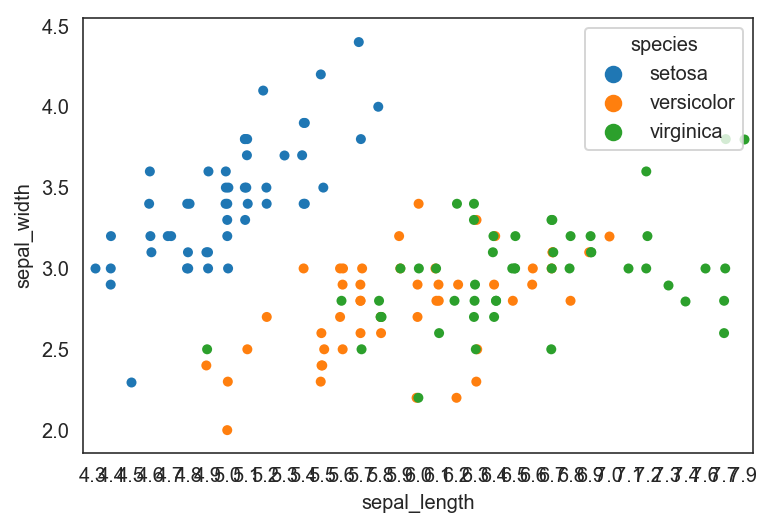 4.5
species
setosa
4.0
versicolor
virginica
3.5
sepal_width
3.0
2.5
2.0
4.3 4.4 4.5 4.6 4.7 4.8 4.9 5.0 5.1 5.2 5.3 5.4 5.5 5.6 5.7 5.8 5.9 6.0 6.1 6.2 6.3 6.4 6.5 6.6 6.7 6.8 6.9 7.0 7.1 7.2 7.3 7.4 7.6 7.7 7.9
sepal_length